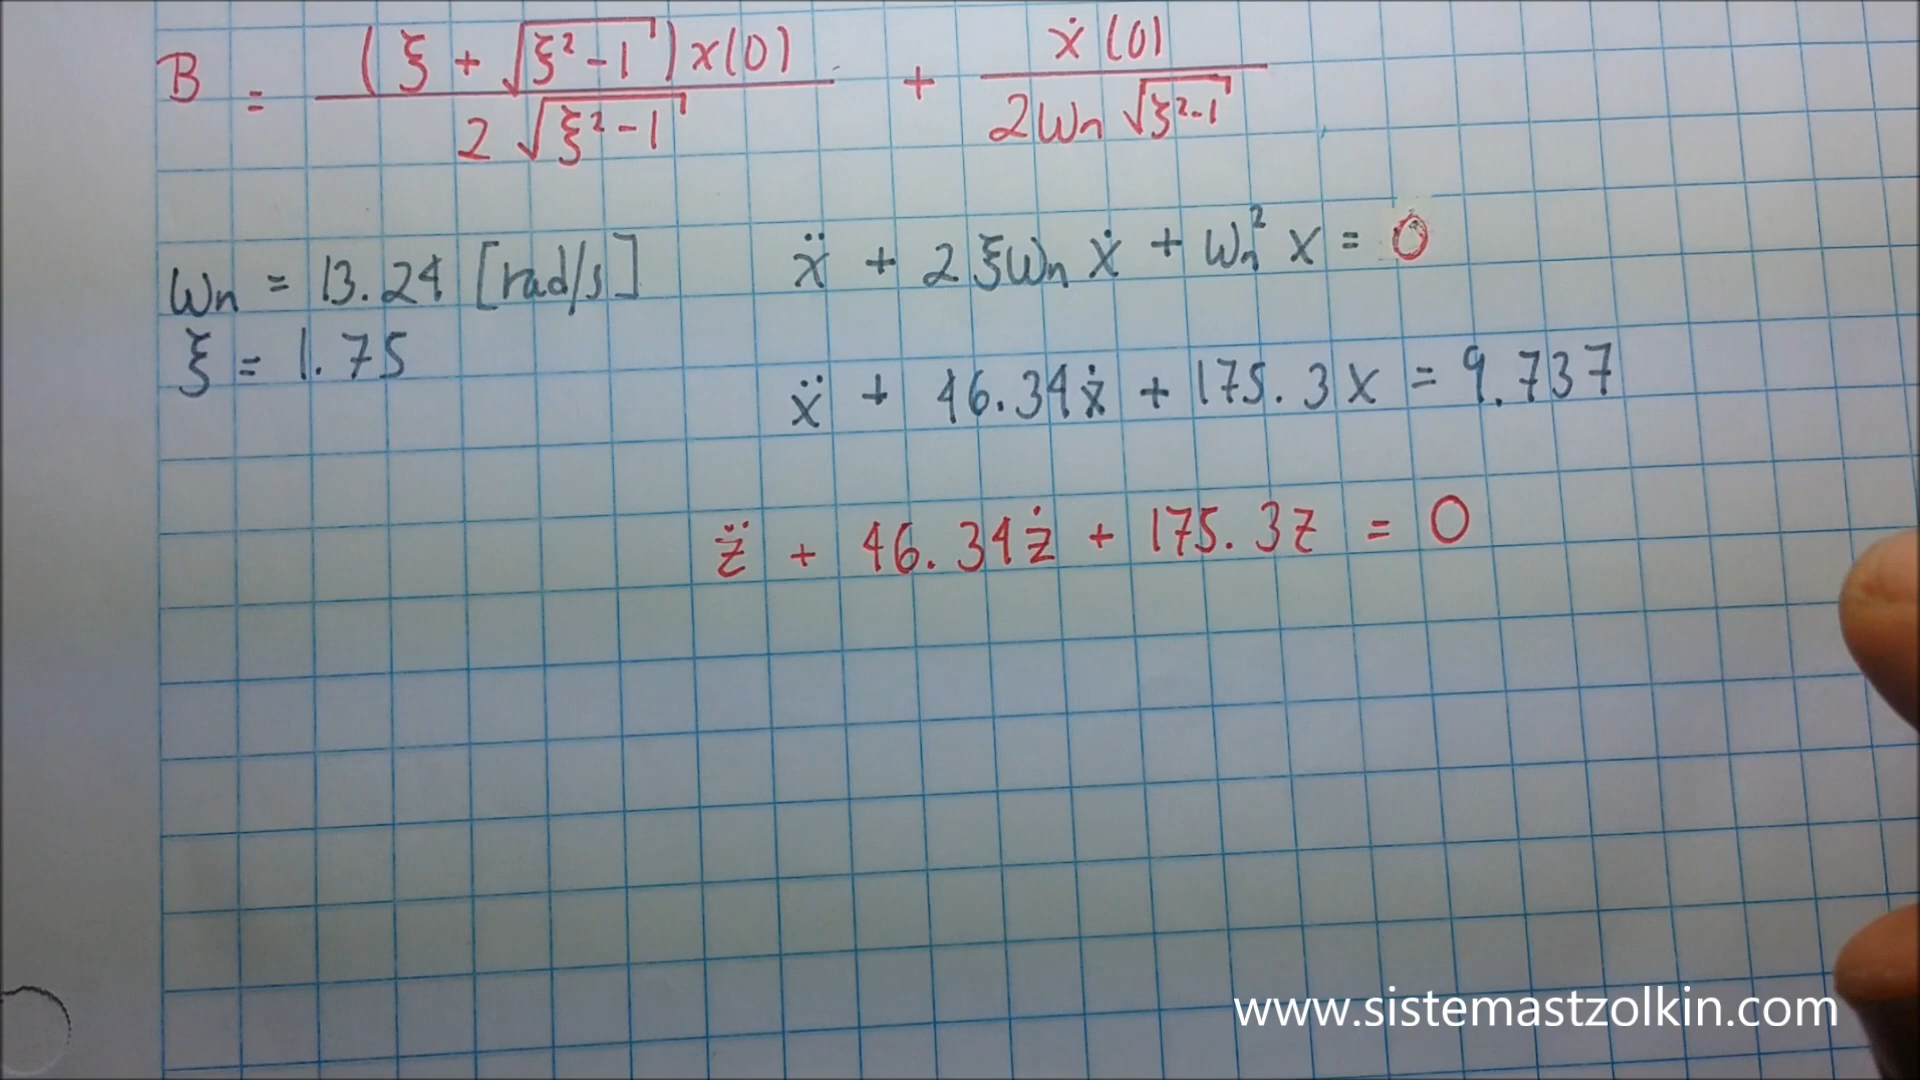 B = (ξ + √ξ²-1) x(0) / 2 √ξ²-1 + ẋ(0) / 2Wn √ξ²-1
Wn = 13.24 [rad/s]
ξ = 1.75
ẍ + 2ξWn ẋ + Wn² x = 0
ẍ + 46.34ẋ + 175.3x = 9.737
z̈ + 46.34ż + 175.3z = 0
www.sistemastzolkin.com